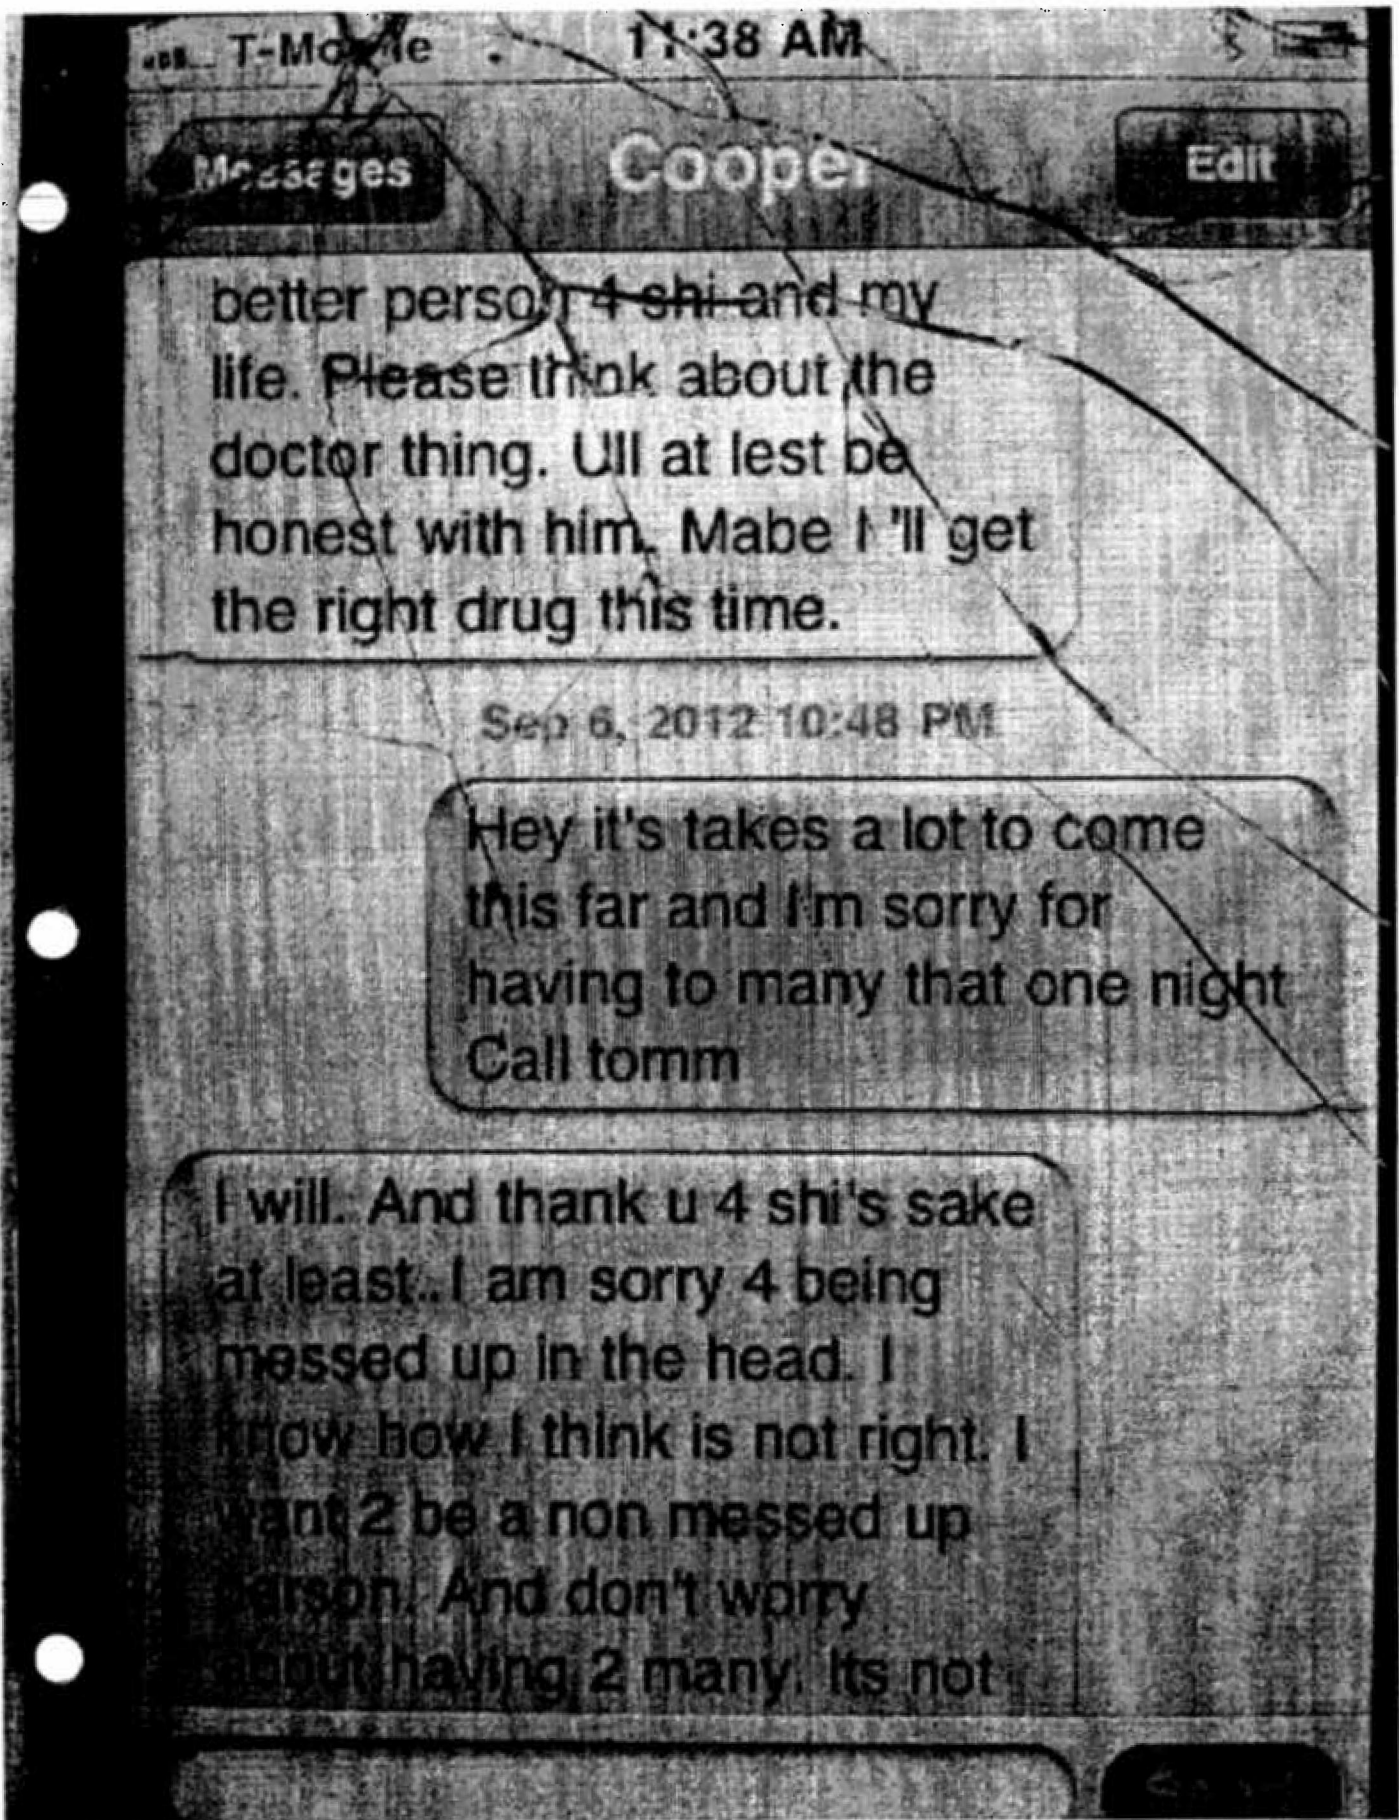 T-Mobile 11:38 AM
Messages Cooper Edit
better person 4 shi and my
life. Please think about the
doctor thing. Ull at lest be
honest with him. Mabe I 'll get
the right drug this time.
Sep 6, 2012 10:48 PM
Hey it's takes a lot to come
this far and I'm sorry for
having to many that one night
Call tomm
I will. And thank u 4 shi's sake
at least..I am sorry 4 being
messed up in the head. I
know how I think is not right. I
want 2 be a non messed up
person. And don't worry
about having 2 many. Its not